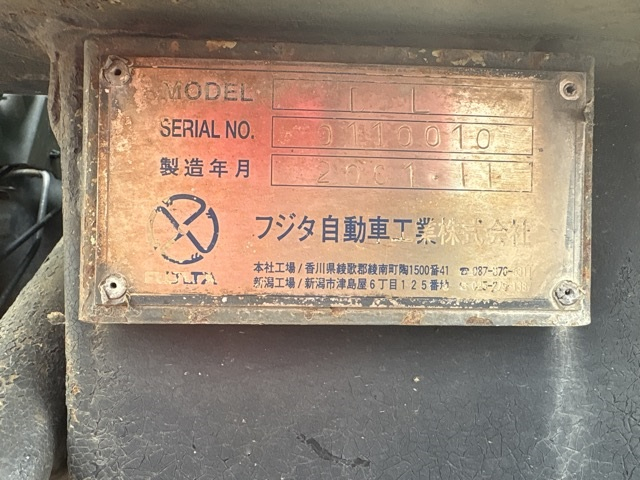 MODEL
SERIAL NO. 0110010
製造年月 2001.11
フジタ自動車工業株式会社
本社工場/香川県綾歌郡綾南町陶1500番41
新潟工場/新潟市津島屋6丁目125番地